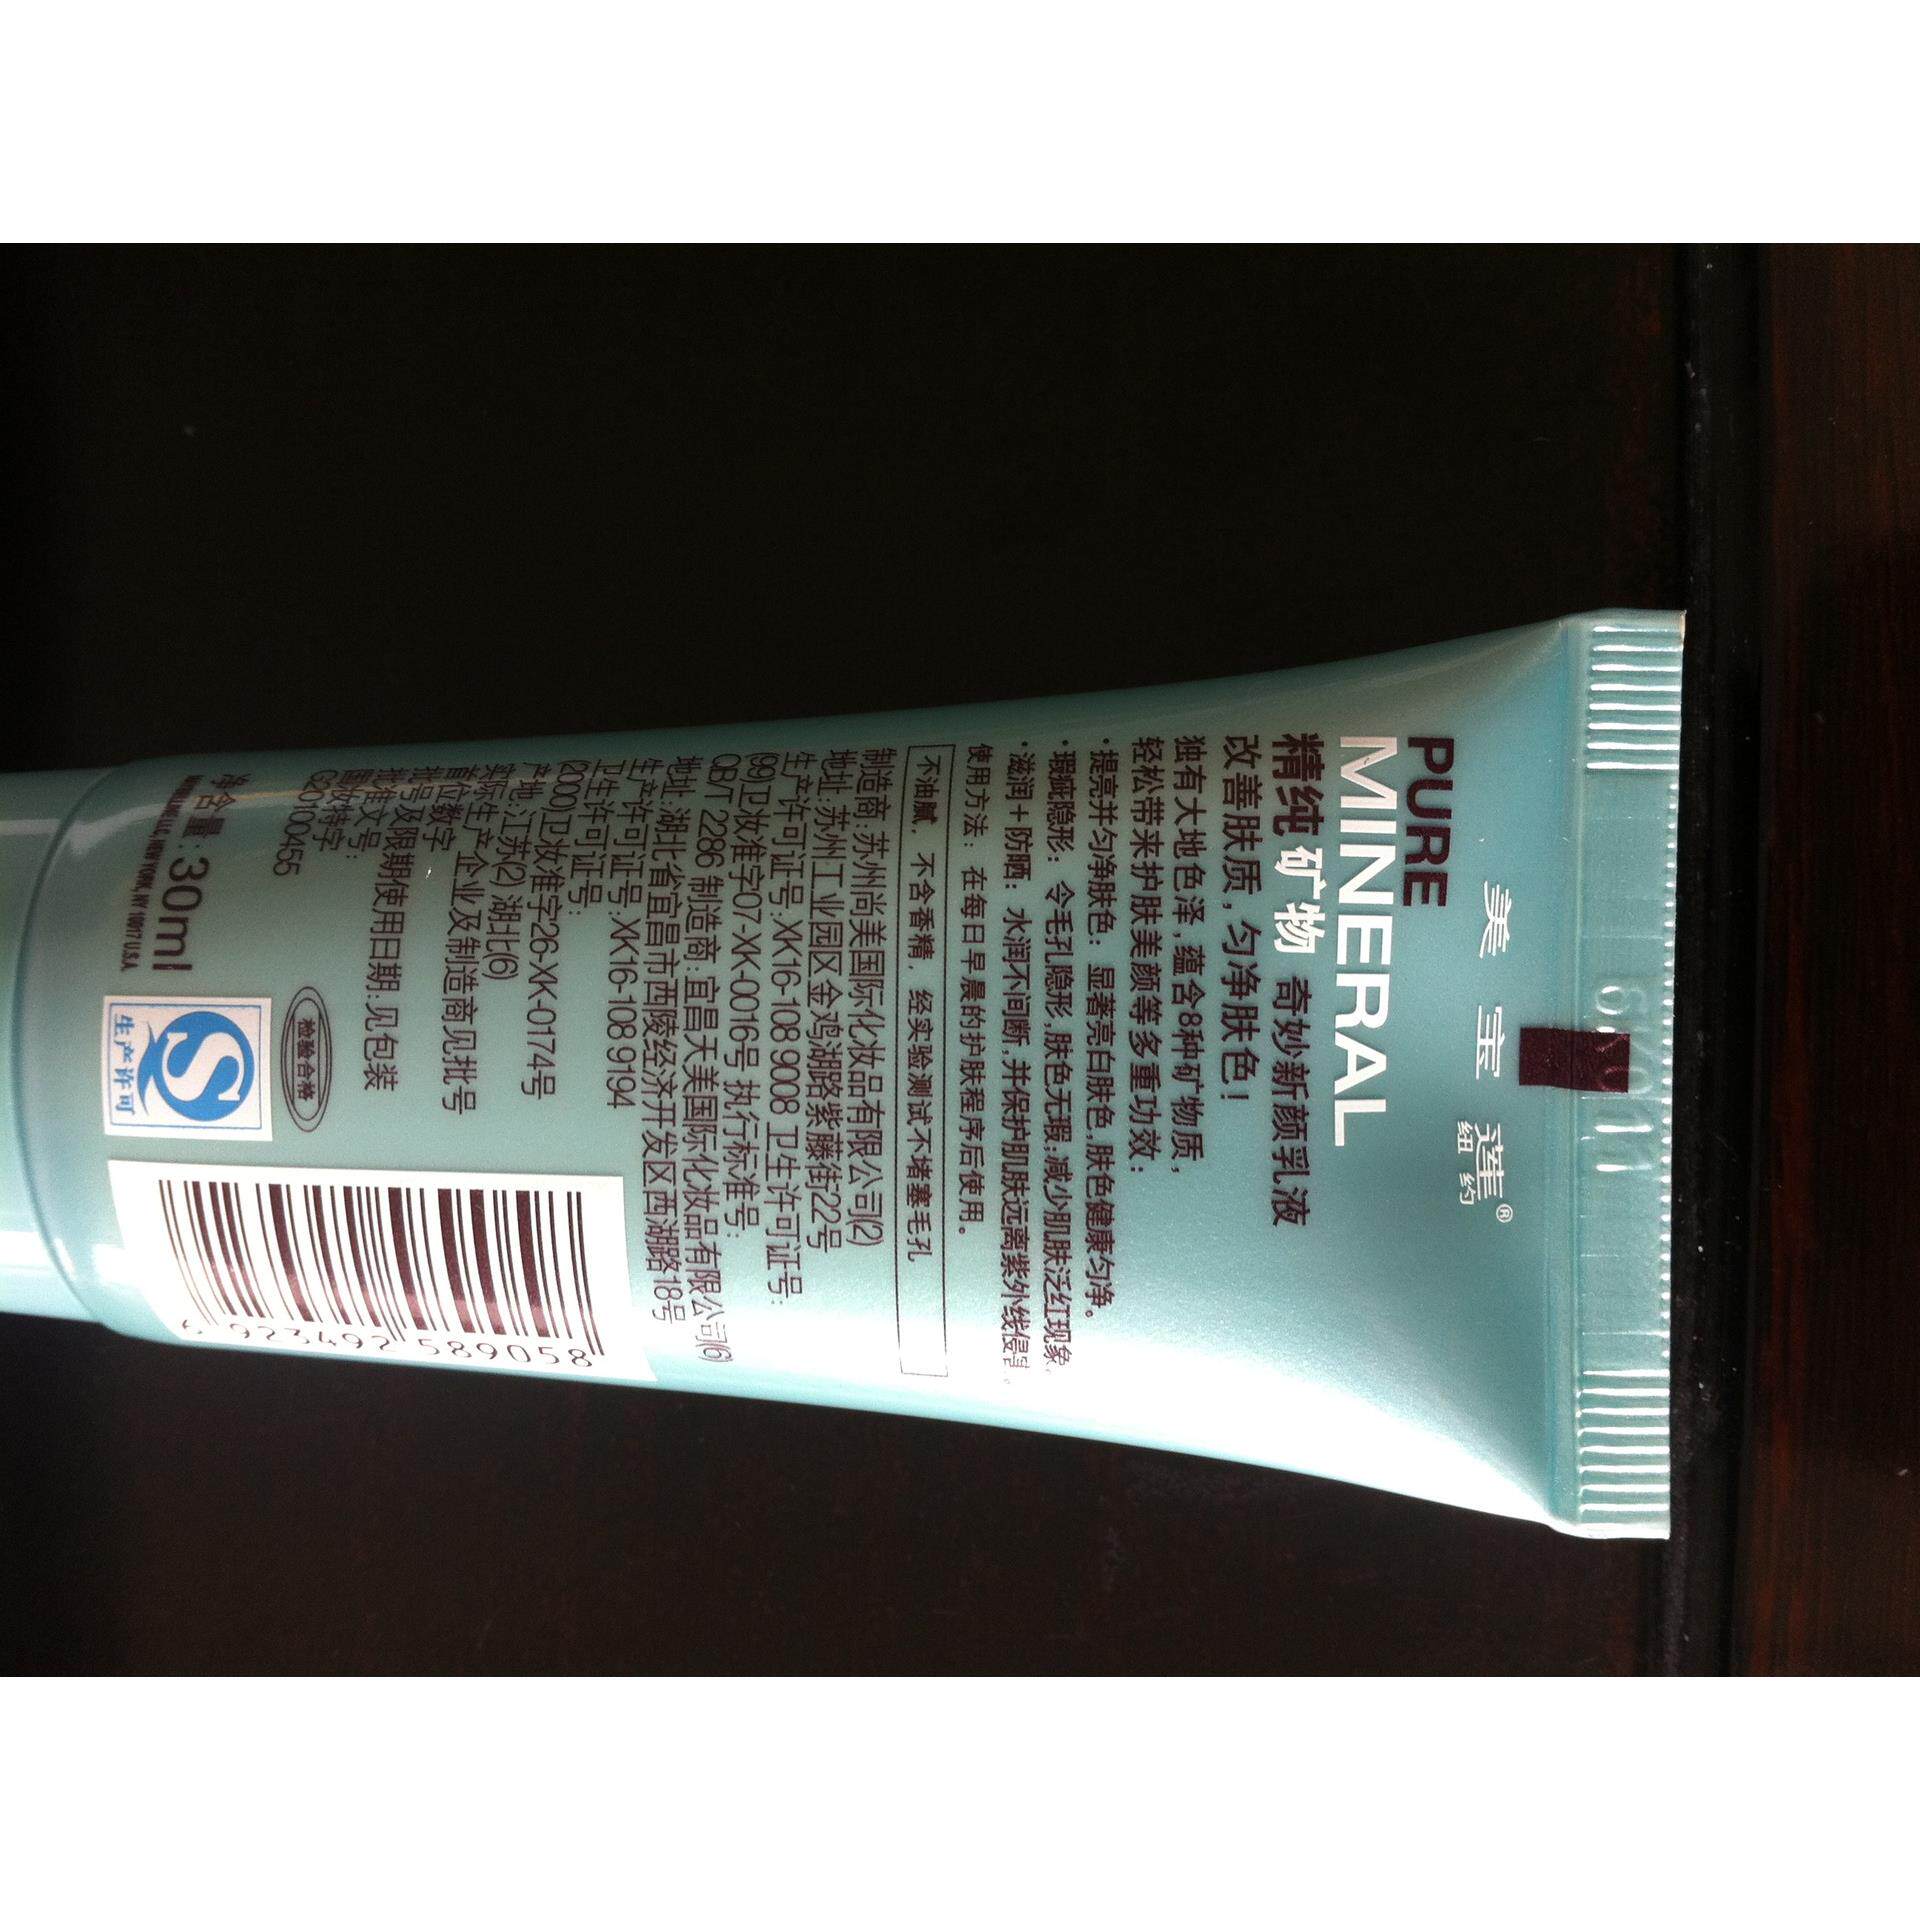 美宝莲®
纽约
PURE
MINERAL
精纯矿物 奇妙新颜乳液
改善肤质,匀净肤色!
独有大地色泽,蕴含8种矿物质,
轻松带来护肤美颜等多重功效:
·提亮并匀净肤色:显著亮白肤色,肤色健康匀净。
·瑕疵隐形:令毛孔隐形,肤色无瑕;减少肌肤泛红现象,
·滋润+防晒:水润不间断,并保护肌肤远离紫外线侵害。
使用方法:在每日早晨的护肤程序后使用。
不油腻,不含香精,经实验测试不堵塞毛孔
制造商:苏州尚美国际化妆品有限公司(2)
地址:苏州工业园区金鸡湖路紫藤街22号
生产许可证号:XK16-108 9008 卫生许可证号:
(99)卫妆准字07-XK-0016号 执行标准号:
QB/T 2286 制造商:宜昌天美国际化妆品有限公司(6)
地址:湖北省宜昌市西陵经济开发区西湖路18号
生产许可证号:XK16-108 9194
卫生许可证号:
(2000)卫妆准字26-XK-0174号
产地:江苏(2) 湖北(6)
实际生产企业及制造商见批号
首位数字
批号及限期使用日期:见包装
批准文号:
国妆特字
G20100455
检验合格
净含量:30ml
MAYBELLINE LLC, NEW YORK, NY 10017 U.S.A.
生产许可
6 923492 589058